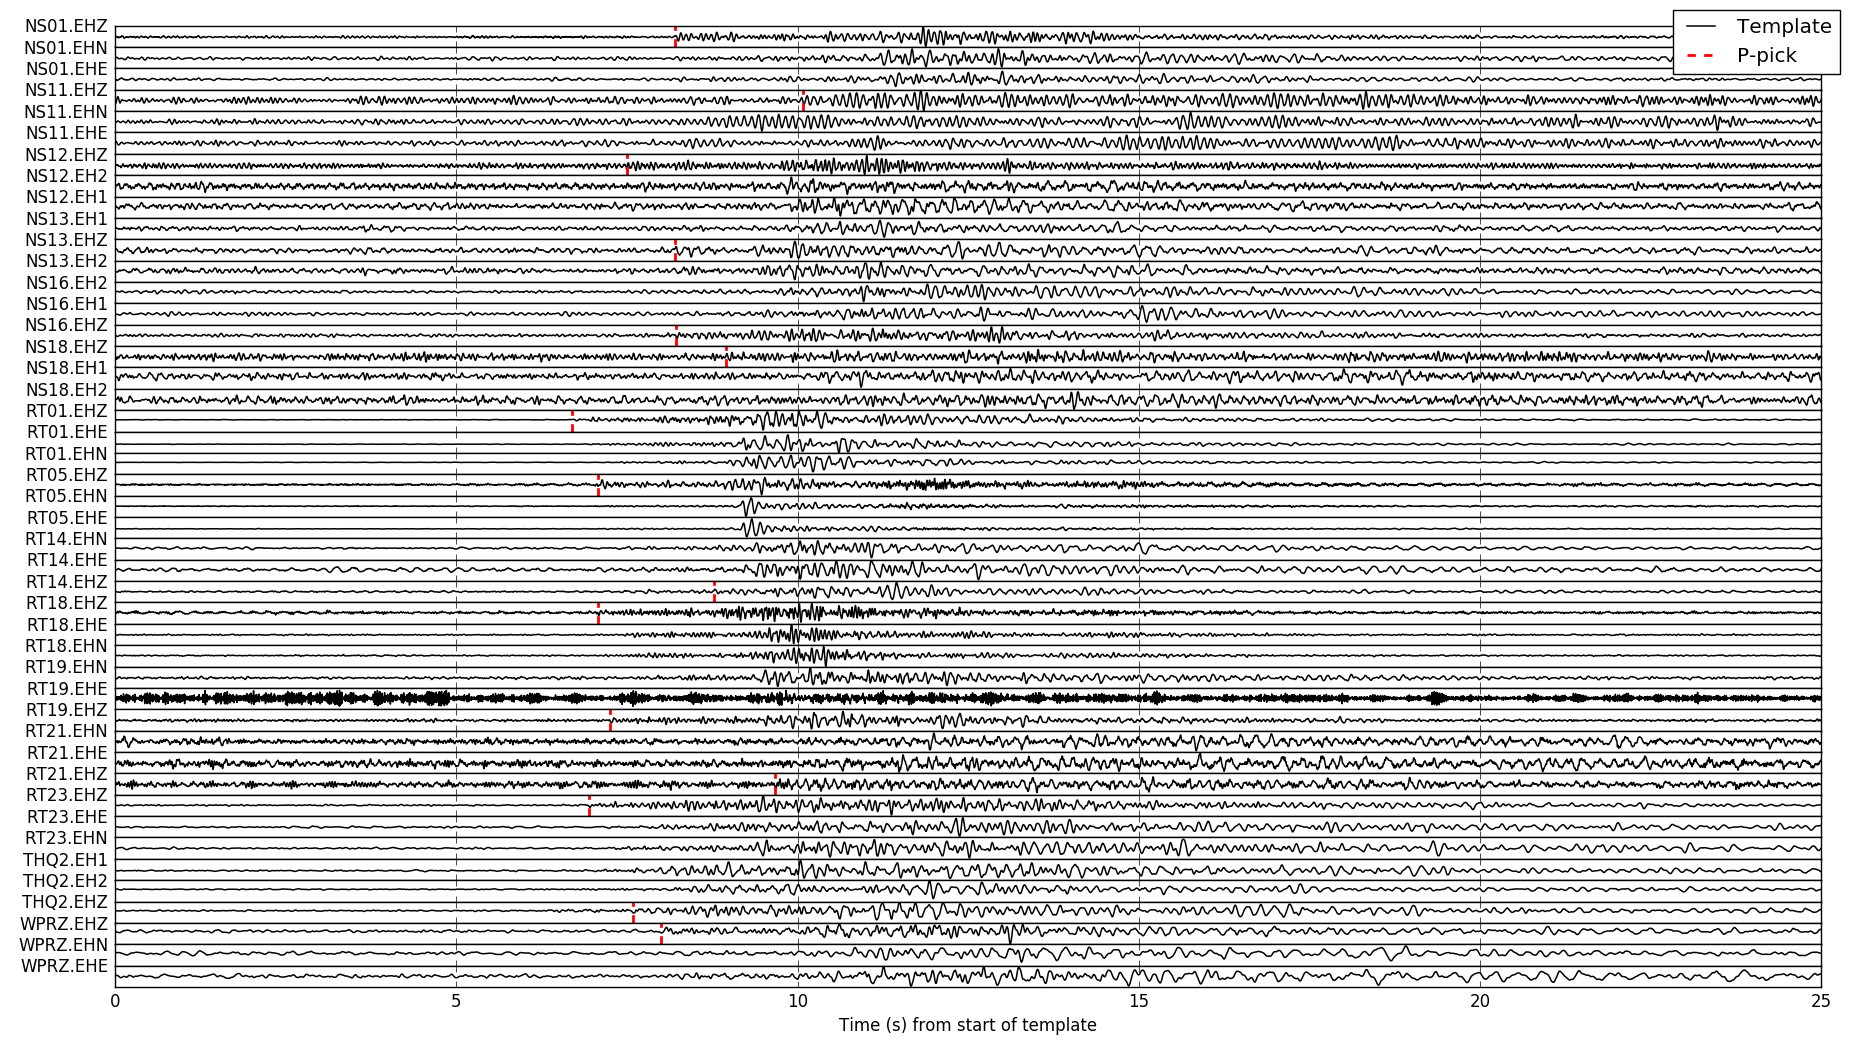 NS01.EHZ
NS01.EHN
NS01.EHE
NS11.EHZ
NS11.EHN
NS11.EHE
NS12.EHZ
NS12.EH2
NS12.EH1
NS13.EH1
NS13.EHZ
NS13.EH2
NS16.EH2
NS16.EH1
NS16.EHZ
NS18.EHZ
NS18.EH1
NS18.EH2
RT01.EHZ
RT01.EHE
RT01.EHN
RT05.EHZ
RT05.EHN
RT05.EHE
RT14.EHN
RT14.EHE
RT14.EHZ
RT18.EHZ
RT18.EHE
RT18.EHN
RT19.EHN
RT19.EHE
RT19.EHZ
RT21.EHN
RT21.EHE
RT21.EHZ
RT23.EHZ
RT23.EHE
RT23.EHN
THQ2.EH1
THQ2.EH2
THQ2.EHZ
WPRZ.EHZ
WPRZ.EHN
WPRZ.EHE
Template
P-pick
0 5 10 15 20 25
Time (s) from start of template